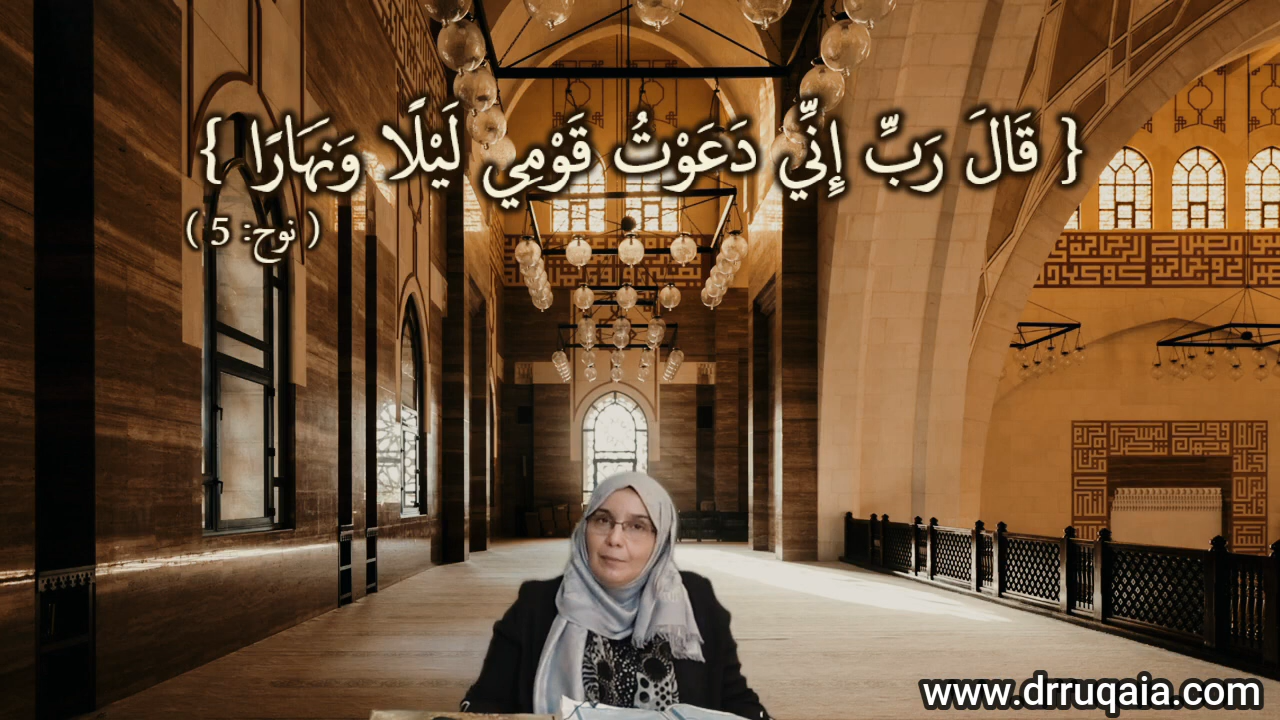 { قَالَ رَبِّ إِنِّي دَعَوْتُ قَوْمِي لَيْلًا وَنَهَارًا }
( نوح: 5 )
www.drruqaia.com